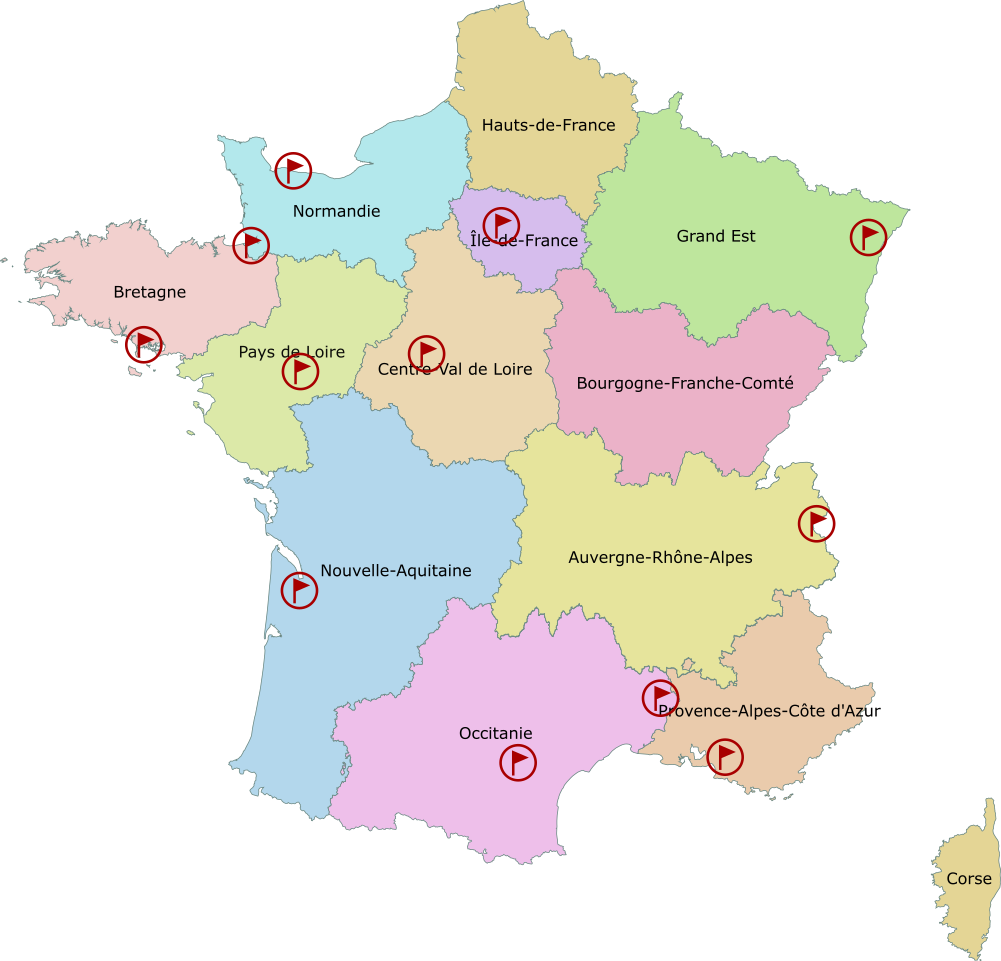 Hauts-de-France
Normandie
Île-de-France
Grand Est
Bretagne
Pays de Loire
Centre-Val de Loire
Bourgogne-Franche-Comté
Nouvelle-Aquitaine
Auvergne-Rhône-Alpes
Provence-Alpes-Côte d'Azur
Occitanie
Corse